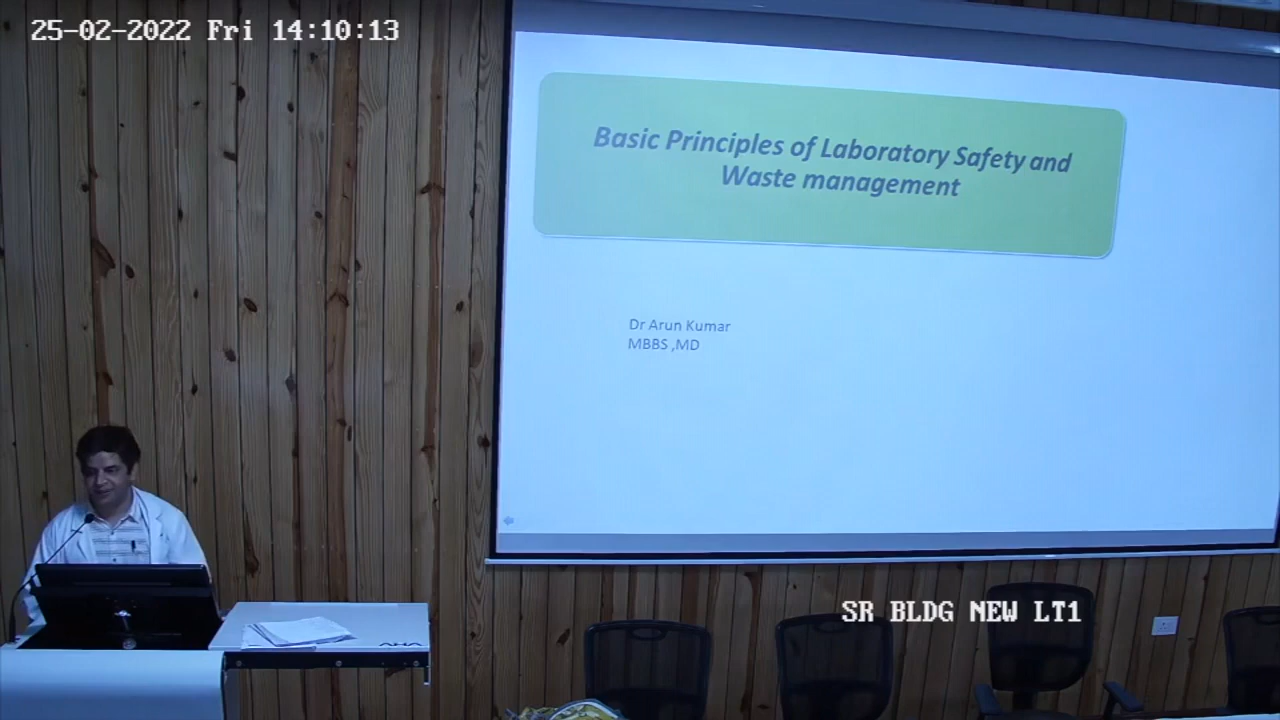 25-02-2022 Fri 14:10:13
Basic Principles of Laboratory Safety and
Waste management
Dr Arun Kumar
MBBS ,MD
SR BLDG NEW LT1